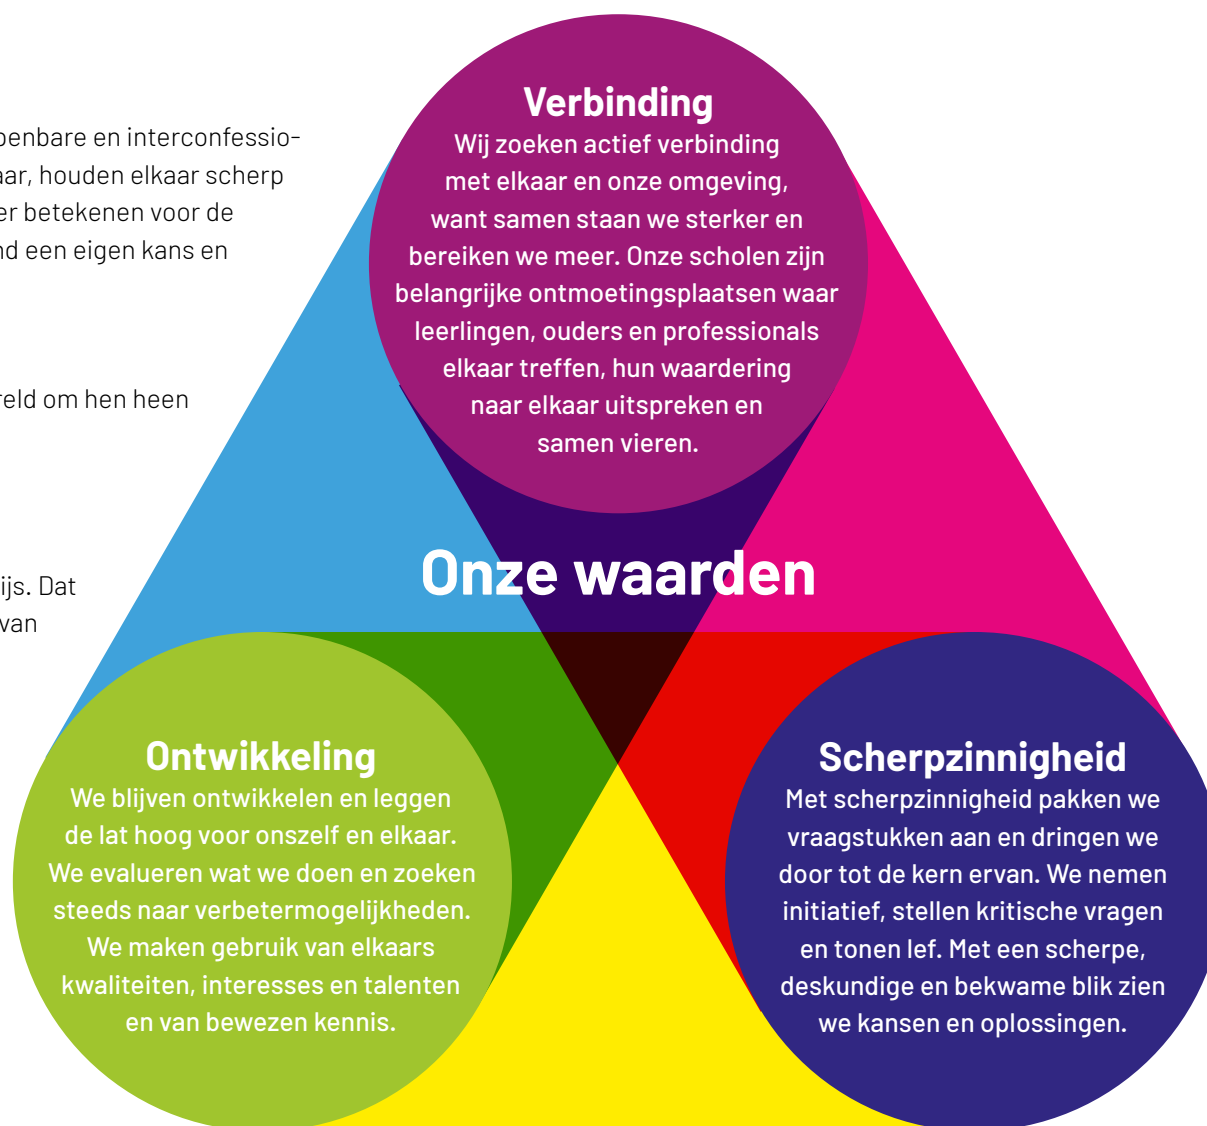 penbare en interconfessio-
aar, houden elkaar scherp
er betekenen voor de
nd een eigen kans en
reld om hen heen
ijs. Dat
van
Verbinding
Wij zoeken actief verbinding
met elkaar en onze omgeving,
want samen staan we sterker en
bereiken we meer. Onze scholen zijn
belangrijke ontmoetingsplaatsen waar
leerlingen, ouders en professionals
elkaar treffen, hun waardering
naar elkaar uitspreken en
samen vieren.
Onze waarden
Ontwikkeling
We blijven ontwikkelen en leggen
de lat hoog voor onszelf en elkaar.
We evalueren wat we doen en zoeken
steeds naar verbetermogelijkheden.
We maken gebruik van elkaars
kwaliteiten, interesses en talenten
en van bewezen kennis.
Scherpzinnigheid
Met scherpzinnigheid pakken we
vraagstukken aan en dringen we
door tot de kern ervan. We nemen
initiatief, stellen kritische vragen
en tonen lef. Met een scherpe,
deskundige en bekwame blik zien
we kansen en oplossingen.